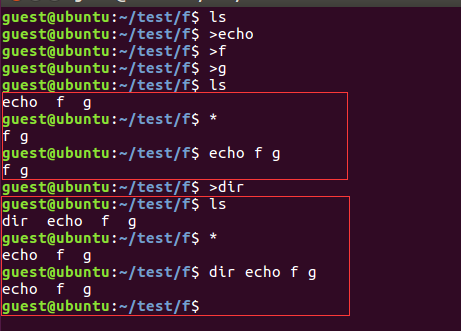 guest@ubuntu:~/test/f$ ls
guest@ubuntu:~/test/f$ >echo
guest@ubuntu:~/test/f$ >f
guest@ubuntu:~/test/f$ >g
guest@ubuntu:~/test/f$ ls
echo  f  g
guest@ubuntu:~/test/f$ *
f g
guest@ubuntu:~/test/f$ echo f g
f g
guest@ubuntu:~/test/f$ >dir
guest@ubuntu:~/test/f$ ls
dir  echo  f  g
guest@ubuntu:~/test/f$ *
echo  f  g
guest@ubuntu:~/test/f$ dir echo f g
echo  f  g
guest@ubuntu:~/test/f$